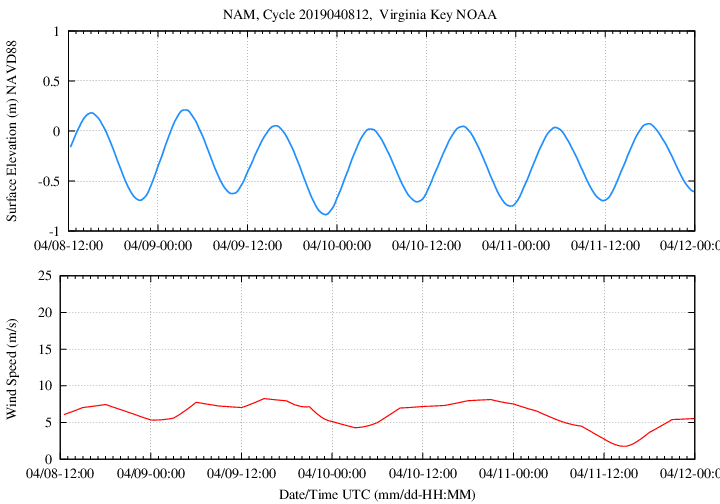 NAM, Cycle 2019040812, Virginia Key NOAA
Surface Elevation (m) NAVD88
1
0.5
0
-0.5
-1
04/08-12:00 04/09-00:00 04/09-12:00 04/10-00:00 04/10-12:00 04/11-00:00 04/11-12:00 04/12-0
Wind Speed (m/s)
25
20
15
10
5
0
04/08-12:00 04/09-00:00 04/09-12:00 04/10-00:00 04/10-12:00 04/11-00:00 04/11-12:00 04/12-0
Date/Time UTC (mm/dd-HH:MM)